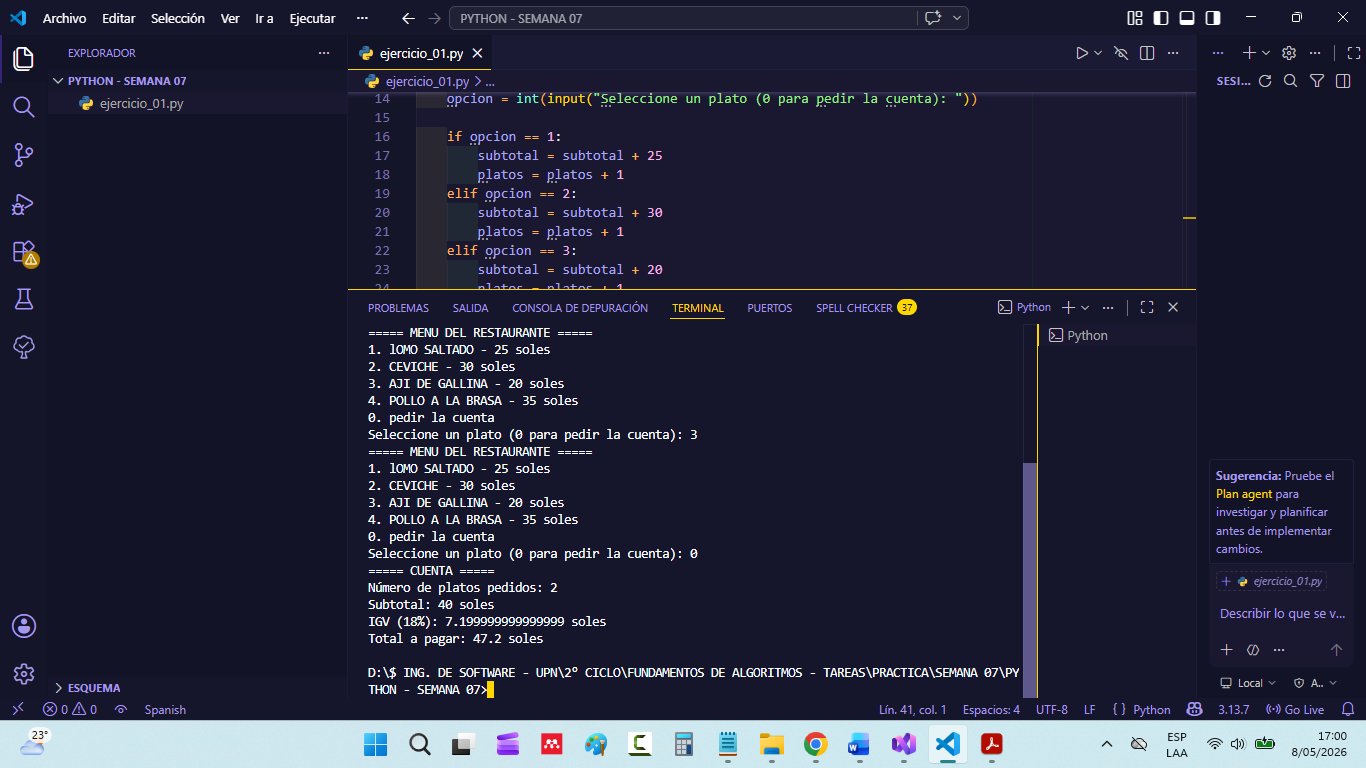 Archivo Editar Selección Ver Ir a Ejecutar ··· PYTHON - SEMANA 07
EXPLORADOR ···
PYTHON - SEMANA 07
ejercicio_01.py
ESQUEMA
ejercicio_01.py
ejercicio_01.py > ...
14 opcion = int(input("Seleccione un plato (0 para pedir la cuenta): "))
15
16 if opcion == 1:
17 subtotal = subtotal + 25
18 platos = platos + 1
19 elif opcion == 2:
20 subtotal = subtotal + 30
21 platos = platos + 1
22 elif opcion == 3:
23 subtotal = subtotal + 20
24 platos = platos + 1
PROBLEMAS SALIDA CONSOLA DE DEPURACIÓN TERMINAL PUERTOS SPELL CHECKER 37 Python
Python
===== MENU DEL RESTAURANTE =====
1. lOMO SALTADO - 25 soles
2. CEVICHE - 30 soles
3. AJI DE GALLINA - 20 soles
4. POLLO A LA BRASA - 35 soles
0. pedir la cuenta
Seleccione un plato (0 para pedir la cuenta): 3
===== MENU DEL RESTAURANTE =====
1. lOMO SALTADO - 25 soles
2. CEVICHE - 30 soles
3. AJI DE GALLINA - 20 soles
4. POLLO A LA BRASA - 35 soles
0. pedir la cuenta
Seleccione un plato (0 para pedir la cuenta): 0
===== CUENTA =====
Número de platos pedidos: 2
Subtotal: 40 soles
IGV (18%): 7.199999999999999 soles
Total a pagar: 47.2 soles
D:\$ ING. DE SOFTWARE - UPN\2º CICLO\FUNDAMENTOS DE ALGORITMOS - TAREAS\PRACTICA\SEMANA 07\PY
THON - SEMANA 07>
SESI...
Sugerencia: Pruebe el
Plan agent para
investigar y planificar
antes de implementar
cambios.
ejercicio_01.py
Describir lo que se v...
Local A..
0 0 Spanish Lín. 41, col. 1 Espacios: 4 UTF-8 LF { } Python 3.13.7 Go Live
23°
ESP
LAA
17:00
8/05/2026